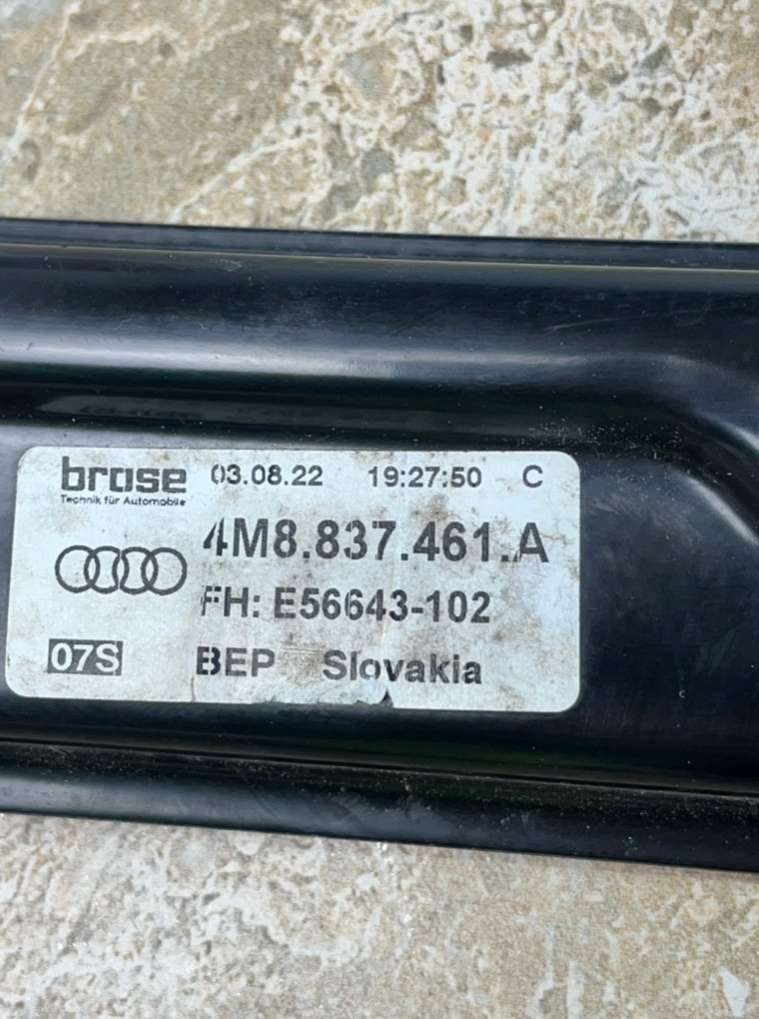 brose 03.08.22 19:27:50 C
Technik für Automobile
4M8.837.461.A
FH: E56643-102
07S BEP Slovakia